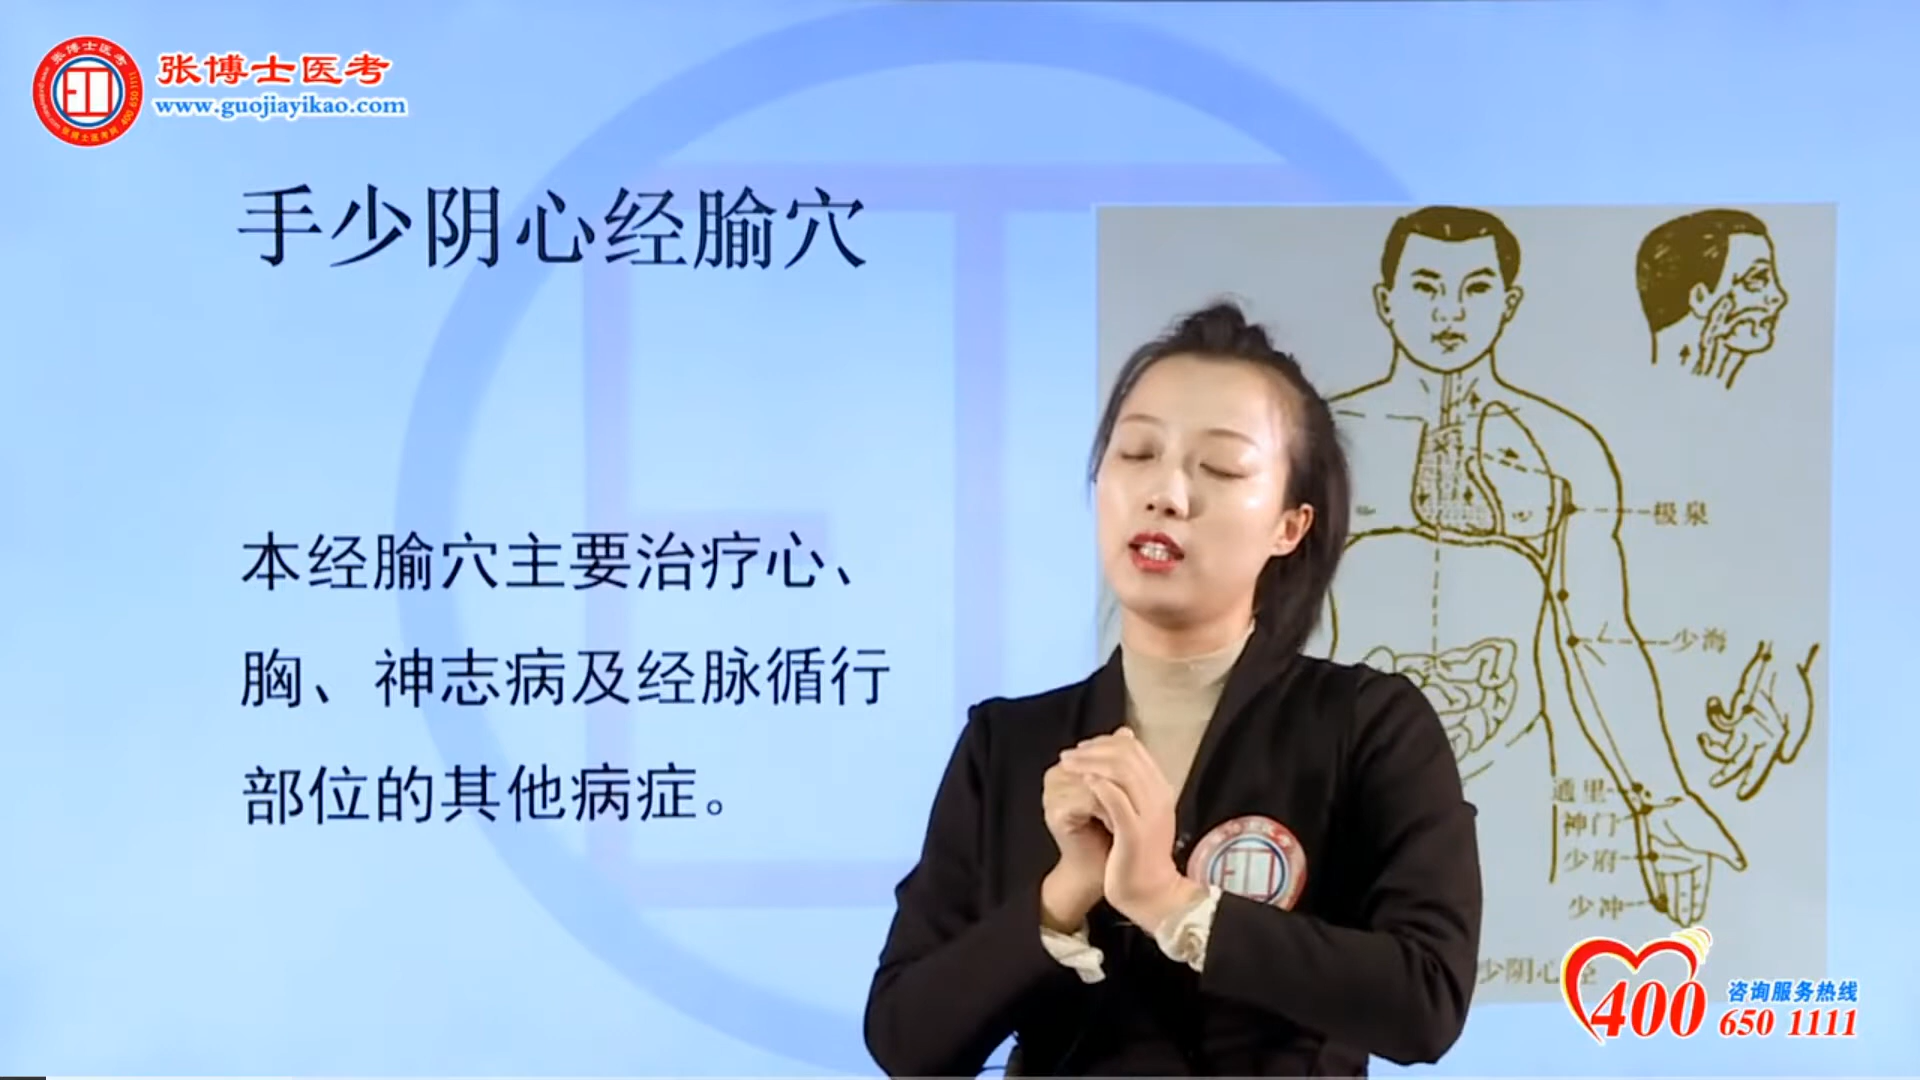 张博士医考
www.guojiayikao.com
手少阴心经腧穴
本经腧穴主要治疗心、
胸、神志病及经脉循行
部位的其他病症。
极泉
少海
通里
神门
少府
少冲
少阴心经
400
咨询服务热线
650 1111